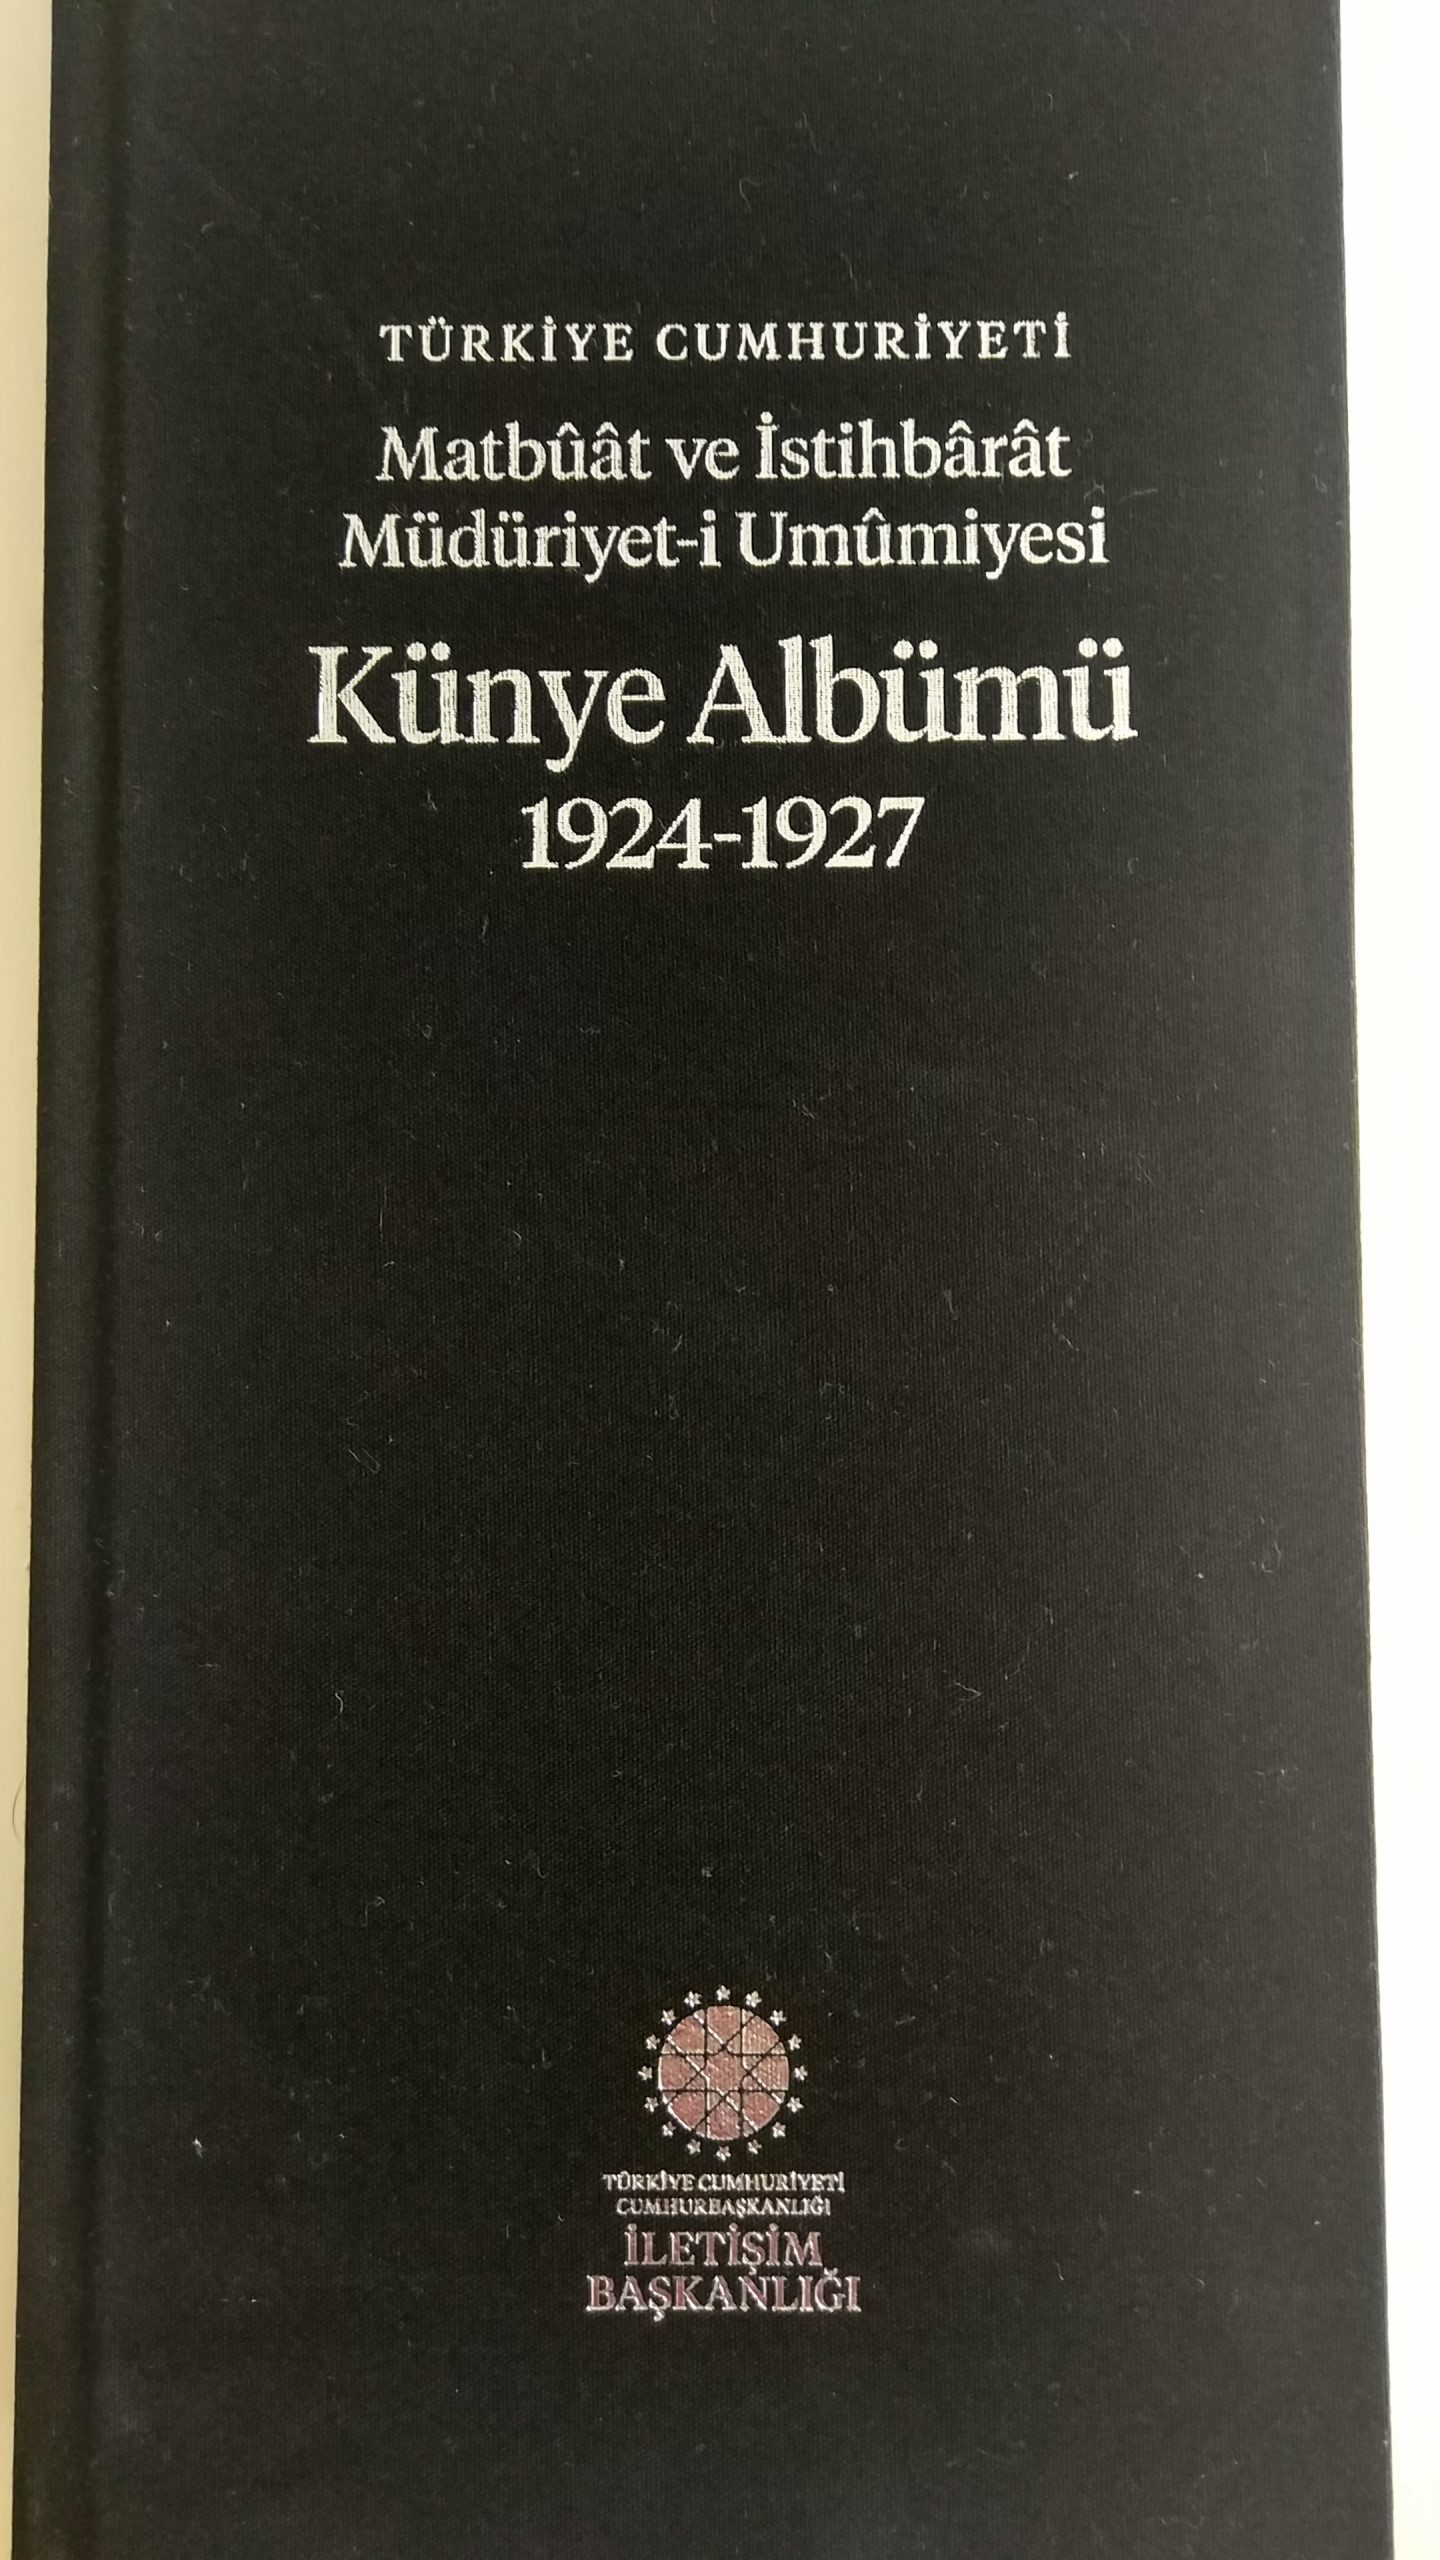 TÜRKİYE CUMHURİYETİ
Matbûât ve İstihbârât
Müdüriyet-i Umûmiyesi
Künye Albümü
1924-1927
TÜRKİYE CUMHURİYETİ
CUMHURBAŞKANLIĞI
İLETİŞİM
BAŞKANLIĞI